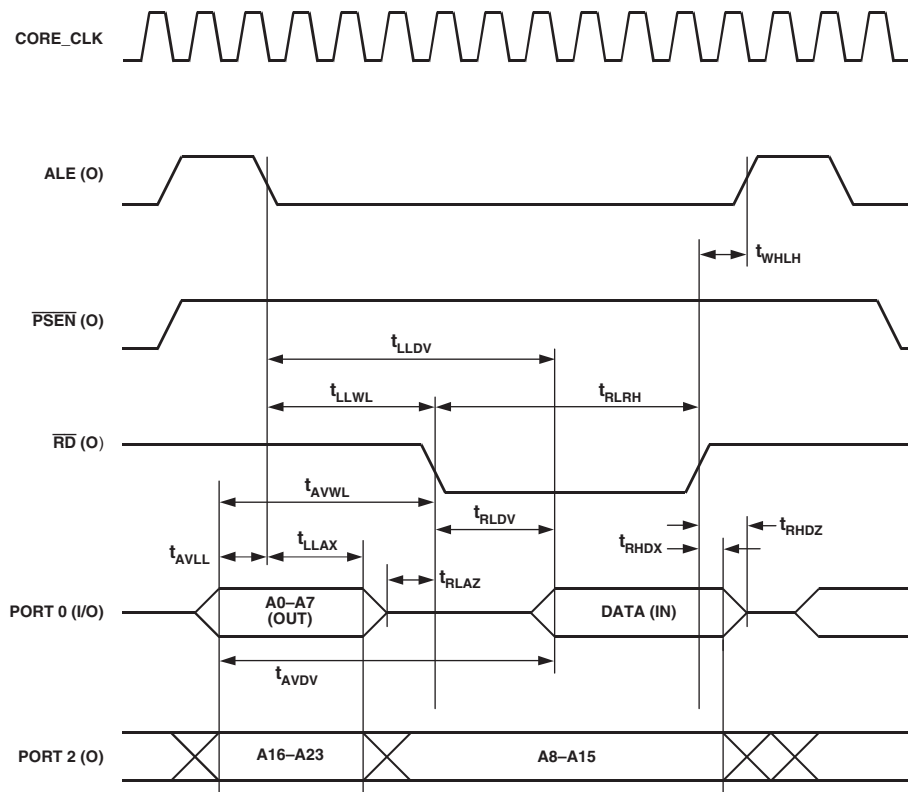 CORE_CLK
ALE (O)
tWHLH
PSEN (O)
tLLDV
tLLWL
tRLRH
RD (O)
tAVWL
tRLDV
tAVLL
tLLAX
tRLAZ
tRHDX
tRHDZ
PORT 0 (I/O)
A0–A7
(OUT)
DATA (IN)
tAVDV
PORT 2 (O)
A16–A23
A8–A15